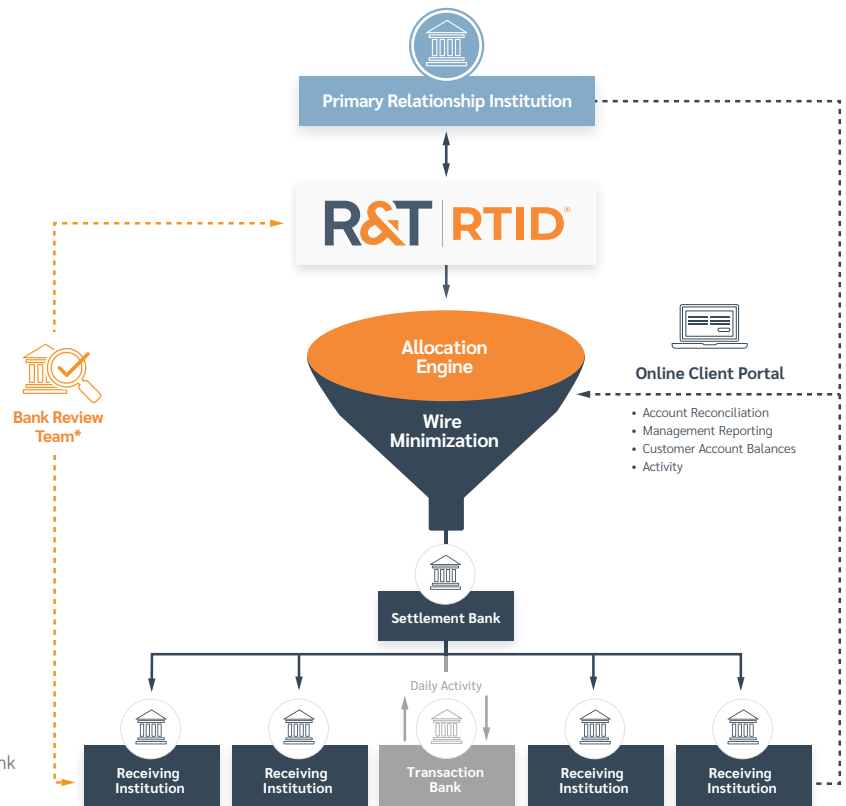 Primary Relationship Institution
R&T | RTID®
Allocation
Engine
Wire
Minimization
Online Client Portal
• Account Reconciliation
• Management Reporting
• Customer Account Balances
• Activity
Bank Review
Team*
Settlement Bank
Daily Activity
Receiving
Institution
Receiving
Institution
Transaction
Bank
Receiving
Institution
Receiving
Institution